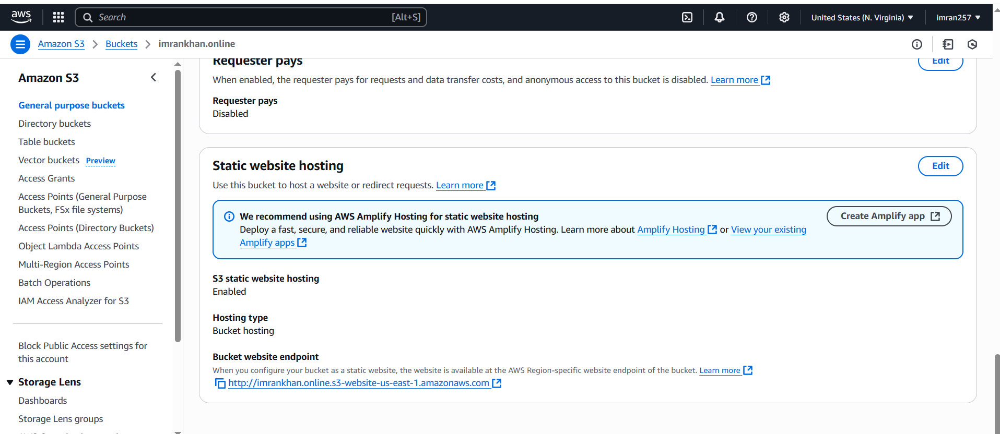 aws
Search [Alt+S]
United States (N. Virginia) imran257
Amazon S3 Buckets imrankhan.online
Amazon S3
General purpose buckets
Directory buckets
Table buckets
Vector buckets Preview
Access Grants
Access Points (General Purpose
Buckets, FSx file systems)
Access Points (Directory Buckets)
Object Lambda Access Points
Multi-Region Access Points
Batch Operations
IAM Access Analyzer for S3
Block Public Access settings for
this account
Storage Lens
Dashboards
Storage Lens groups
Requester pays
Edit
When enabled, the requester pays for requests and data transfer costs, and anonymous access to this bucket is disabled. Learn more
Requester pays
Disabled
Static website hosting
Edit
Use this bucket to host a website or redirect requests. Learn more
We recommend using AWS Amplify Hosting for static website hosting
Create Amplify app
Deploy a fast, secure, and reliable website quickly with AWS Amplify Hosting. Learn more about Amplify Hosting or View your existing
Amplify apps
S3 static website hosting
Enabled
Hosting type
Bucket hosting
Bucket website endpoint
When you configure your bucket as a static website, the website is available at the AWS Region-specific website endpoint of the bucket. Learn more
http://imrankhan.online.s3-website-us-east-1.amazonaws.com